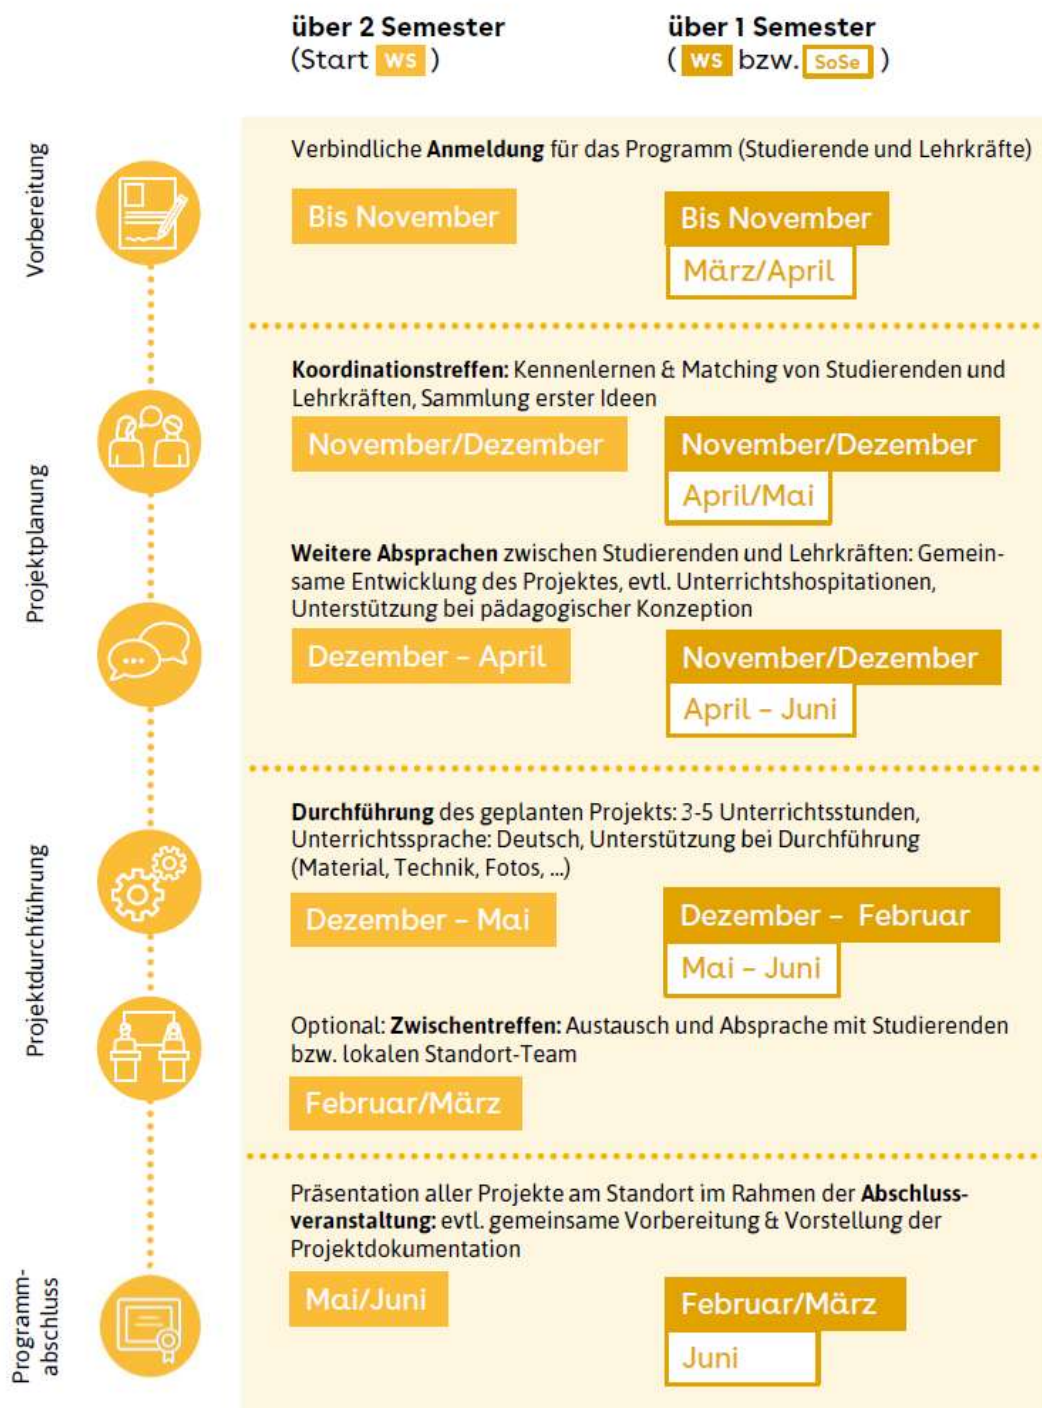 über 2 Semester
(Start WS )
über 1 Semester
( WS bzw. SoSe )
Vorbereitung
Verbindliche Anmeldung für das Programm (Studierende und Lehrkräfte)
Bis November
Bis November
März/April
Projektplanung
Koordinationstreffen: Kennenlernen & Matching von Studierenden und
Lehrkräften, Sammlung erster Ideen
November/Dezember
November/Dezember
April/Mai
Weitere Absprachen zwischen Studierenden und Lehrkräften: Gemein-
same Entwicklung des Projektes, evtl. Unterrichtshospitationen,
Unterstützung bei pädagogischer Konzeption
Dezember – April
November/Dezember
April – Juni
Projektdurchführung
Durchführung des geplanten Projekts: 3-5 Unterrichtsstunden,
Unterrichtssprache: Deutsch, Unterstützung bei Durchführung
(Material, Technik, Fotos, ...)
Dezember – Mai
Dezember – Februar
Mai – Juni
Optional: Zwischentreffen: Austausch und Absprache mit Studierenden
bzw. lokalen Standort-Team
Februar/März
Programm-
abschluss
Präsentation aller Projekte am Standort im Rahmen der Abschluss-
veranstaltung: evtl. gemeinsame Vorbereitung & Vorstellung der
Projektdokumentation
Mai/Juni
Februar/März
Juni